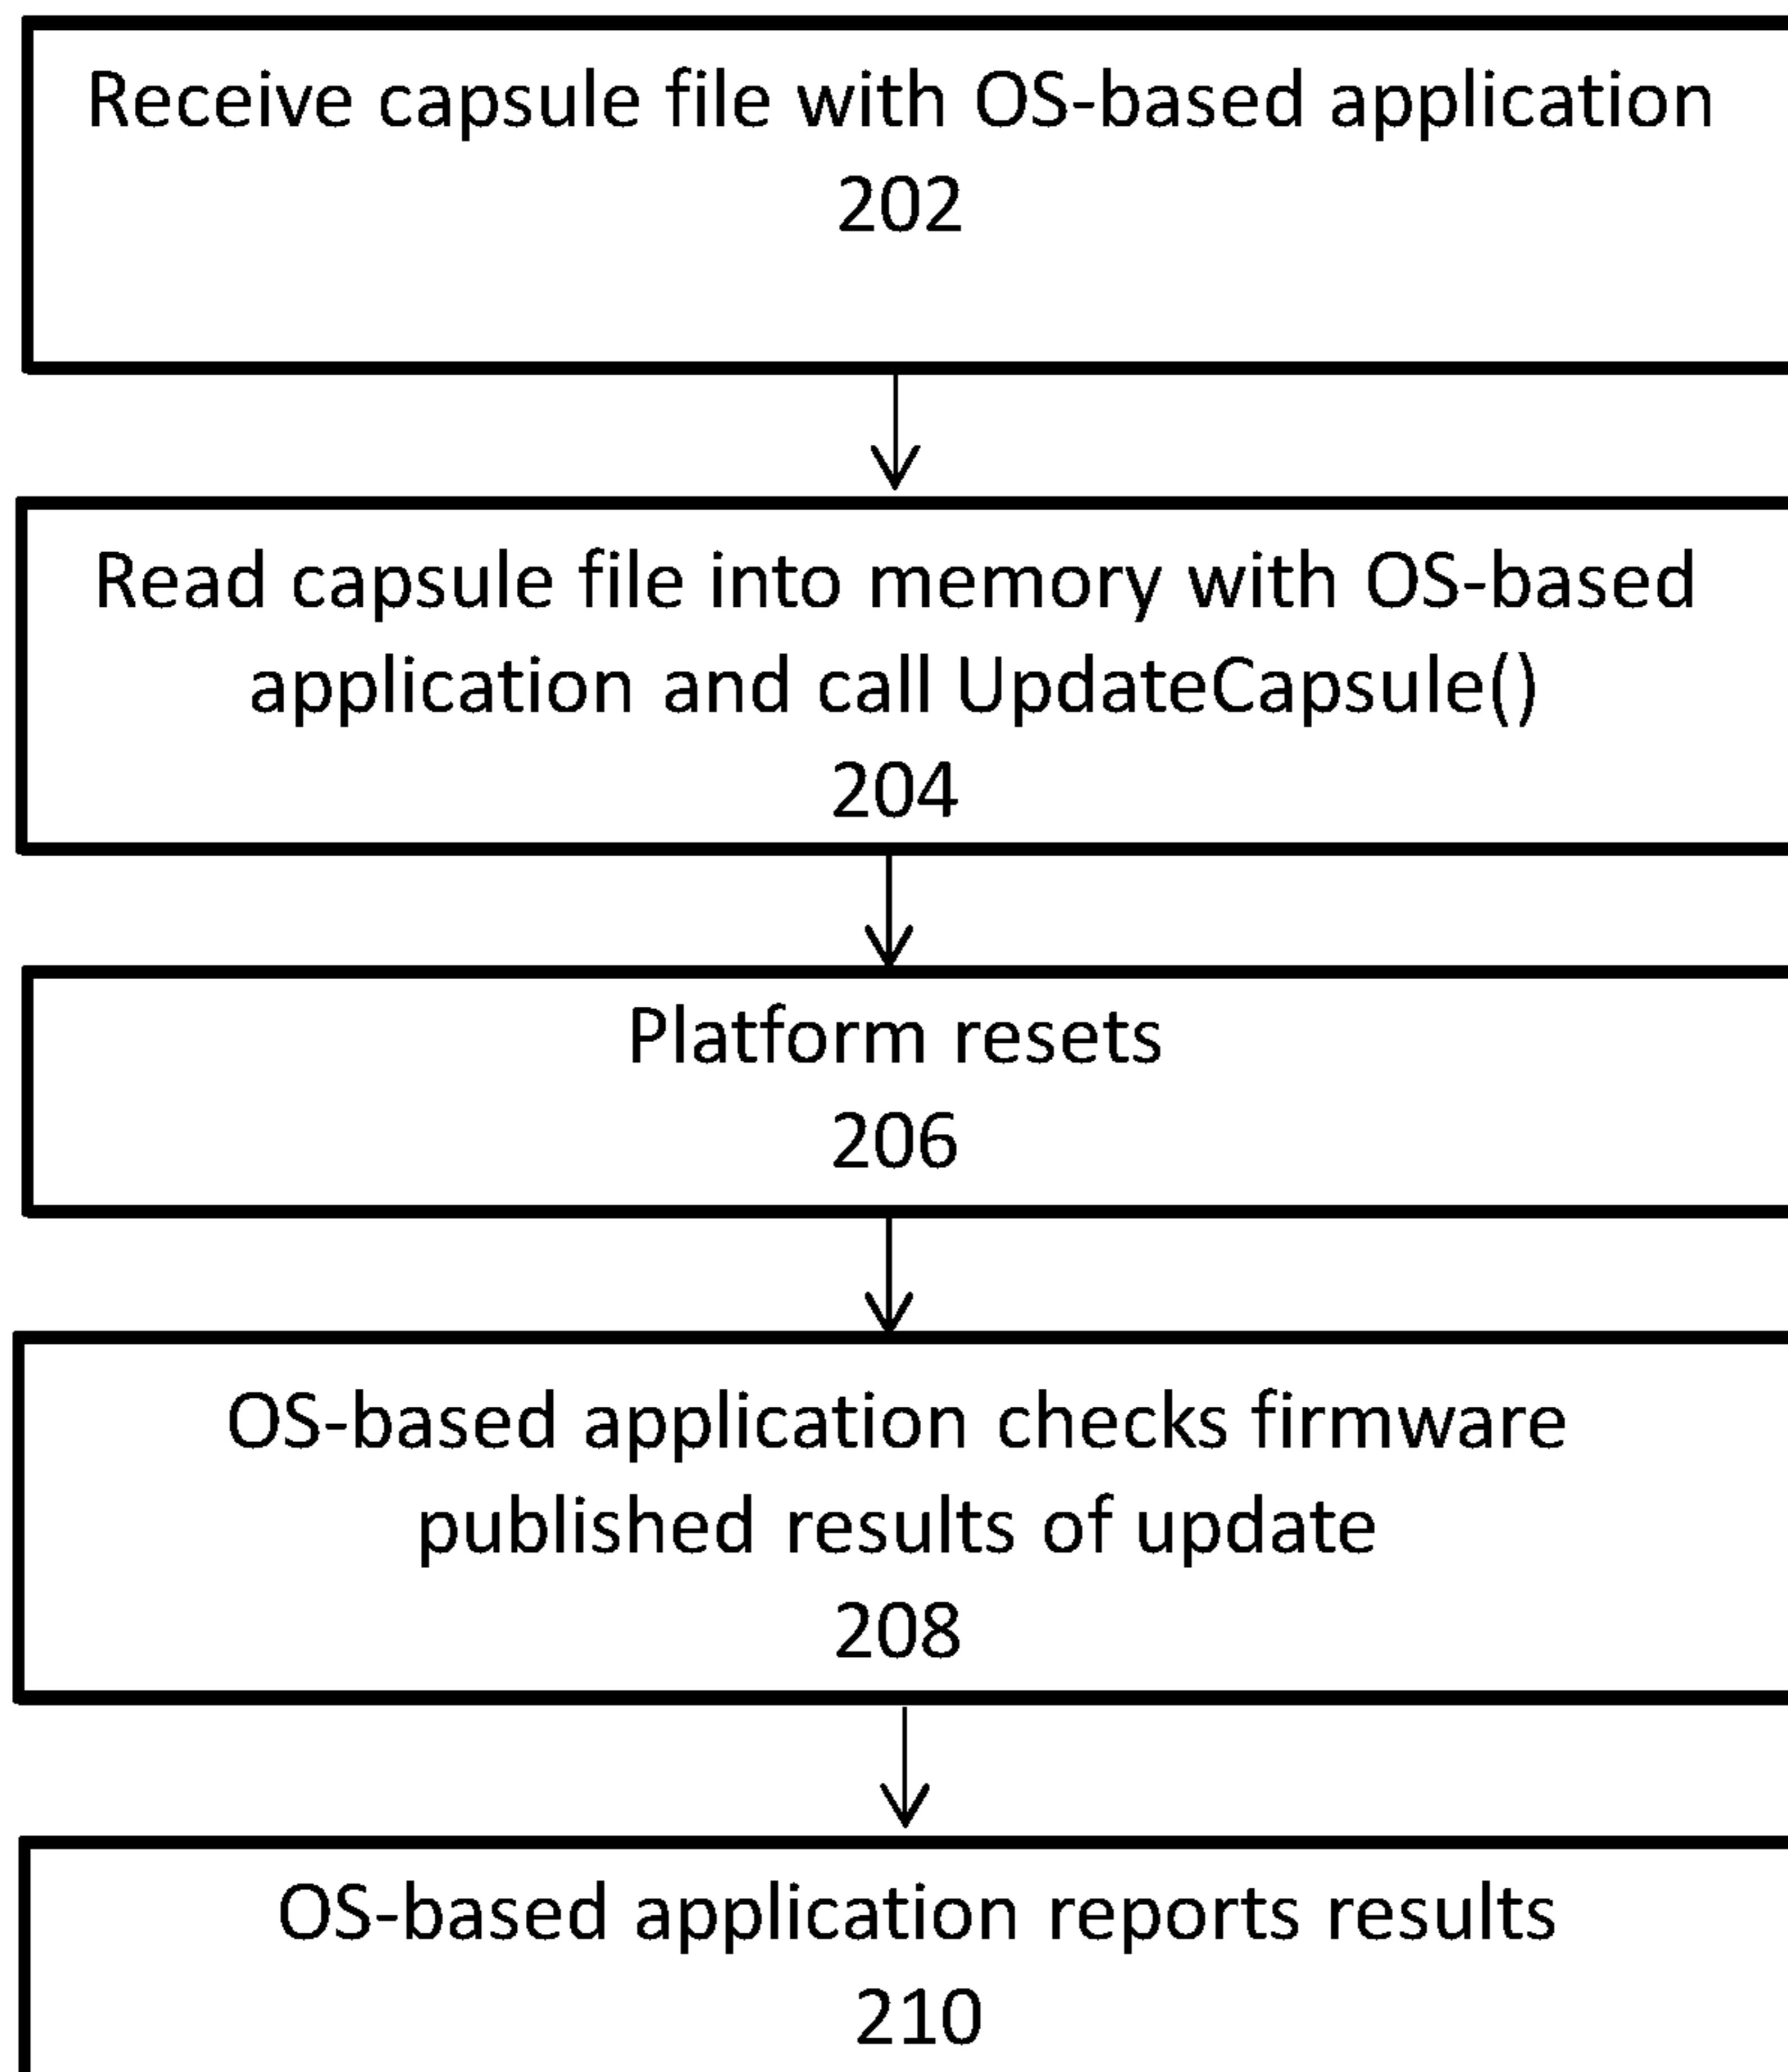 Receive capsule file with OS-based application
202
Read capsule file into memory with OS-based
application and call UpdateCapsule()
204
Platform resets
206
OS-based application checks firmware
published results of update
208
OS-based application reports results
210